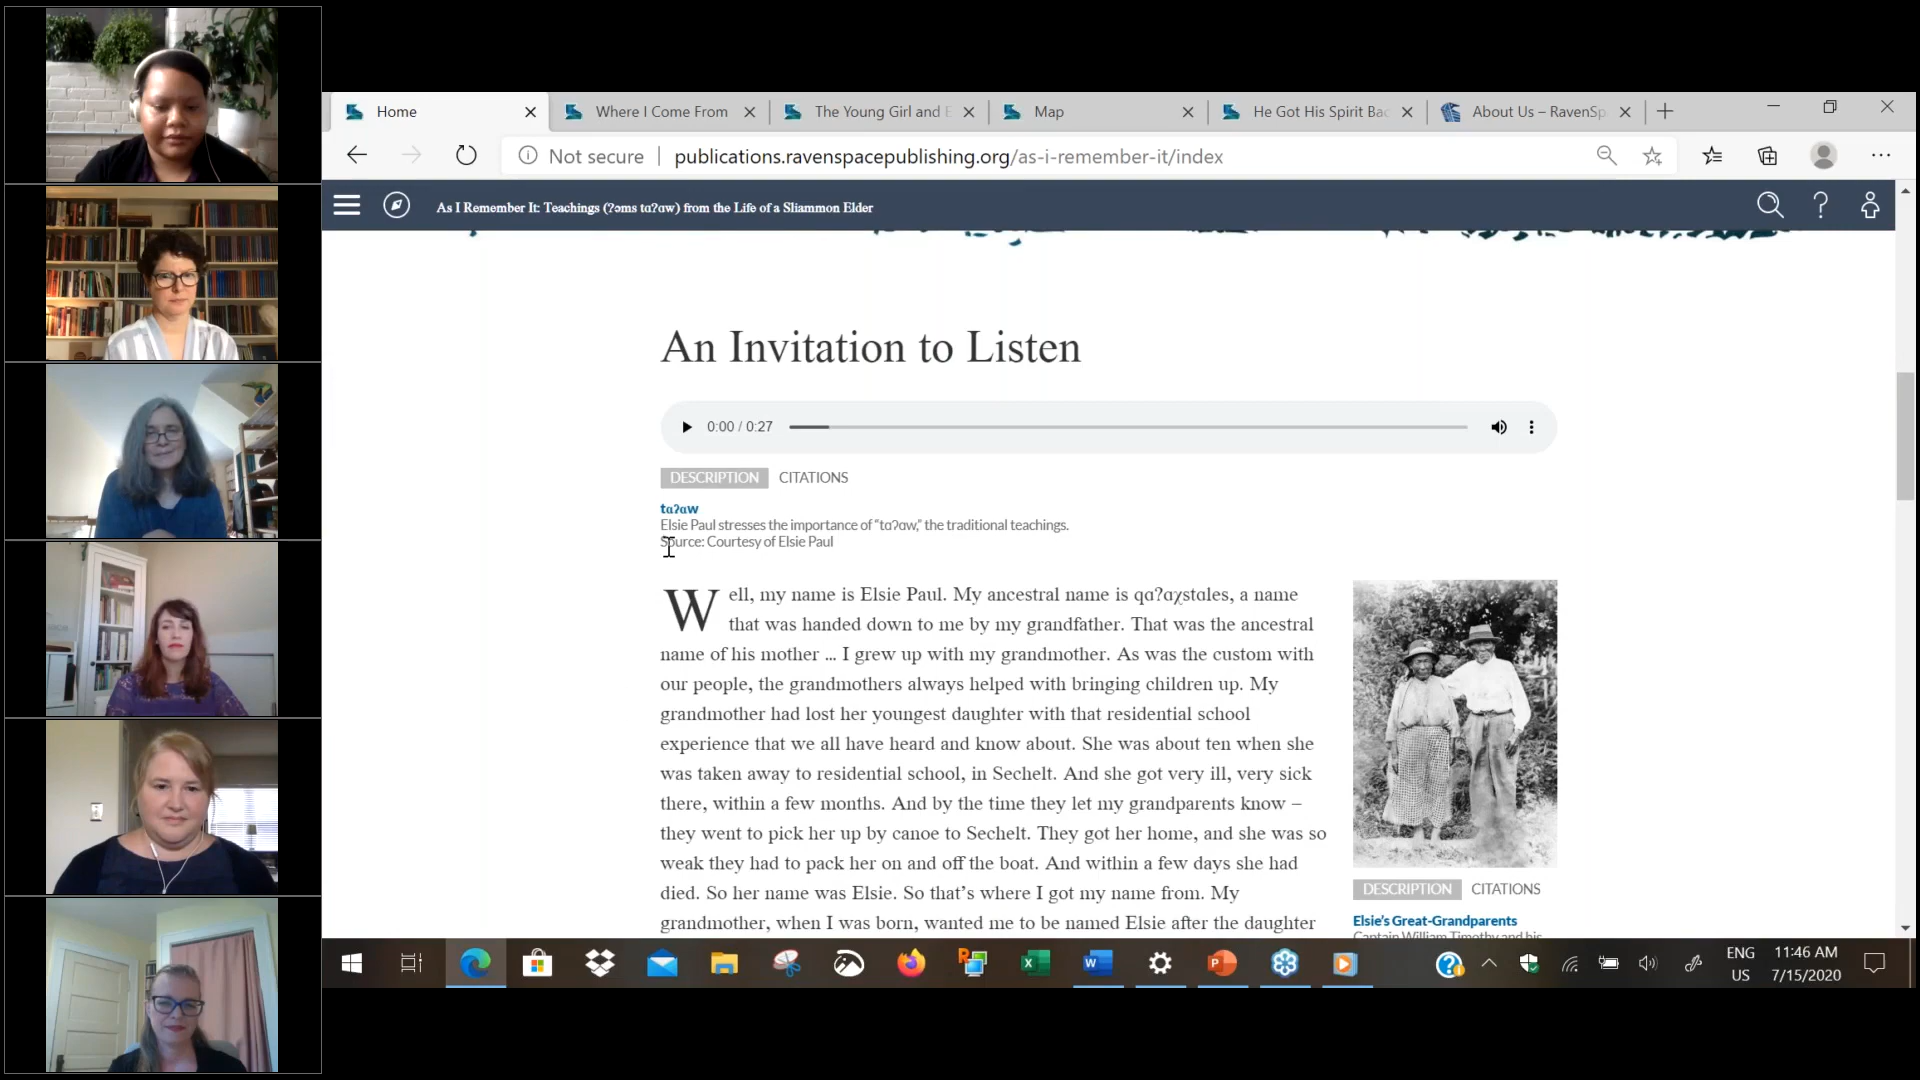 Home
Where I Come From
The Young Girl and E
Map
He Got His Spirit Bac
About Us – RavenSp
Not secure
publications.ravenspacepublishing.org/as-i-remember-it/index
As I Remember It: Teachings (ʔəms tɑʔɑw) from the Life of a Sliammon Elder
An Invitation to Listen
0:00 / 0:27
DESCRIPTION CITATIONS
tɑʔɑw
Elsie Paul stresses the importance of “tɑʔɑw,” the traditional teachings.
Source: Courtesy of Elsie Paul
Well, my name is Elsie Paul. My ancestral name is qɑʔɑχstɑles, a name
that was handed down to me by my grandfather. That was the ancestral
name of his mother ... I grew up with my grandmother. As was the custom with
our people, the grandmothers always helped with bringing children up. My
grandmother had lost her youngest daughter with that residential school
experience that we all have heard and know about. She was about ten when she
was taken away to residential school, in Sechelt. And she got very ill, very sick
there, within a few months. And by the time they let my grandparents know –
they went to pick her up by canoe to Sechelt. They got her home, and she was so
weak they had to pack her on and off the boat. And within a few days she had
died. So her name was Elsie. So that’s where I got my name from. My
grandmother, when I was born, wanted me to be named Elsie after the daughter
DESCRIPTION CITATIONS
Elsie’s Great-Grandparents
Captain William Timothy and his
ENG
US
11:46 AM
7/15/2020